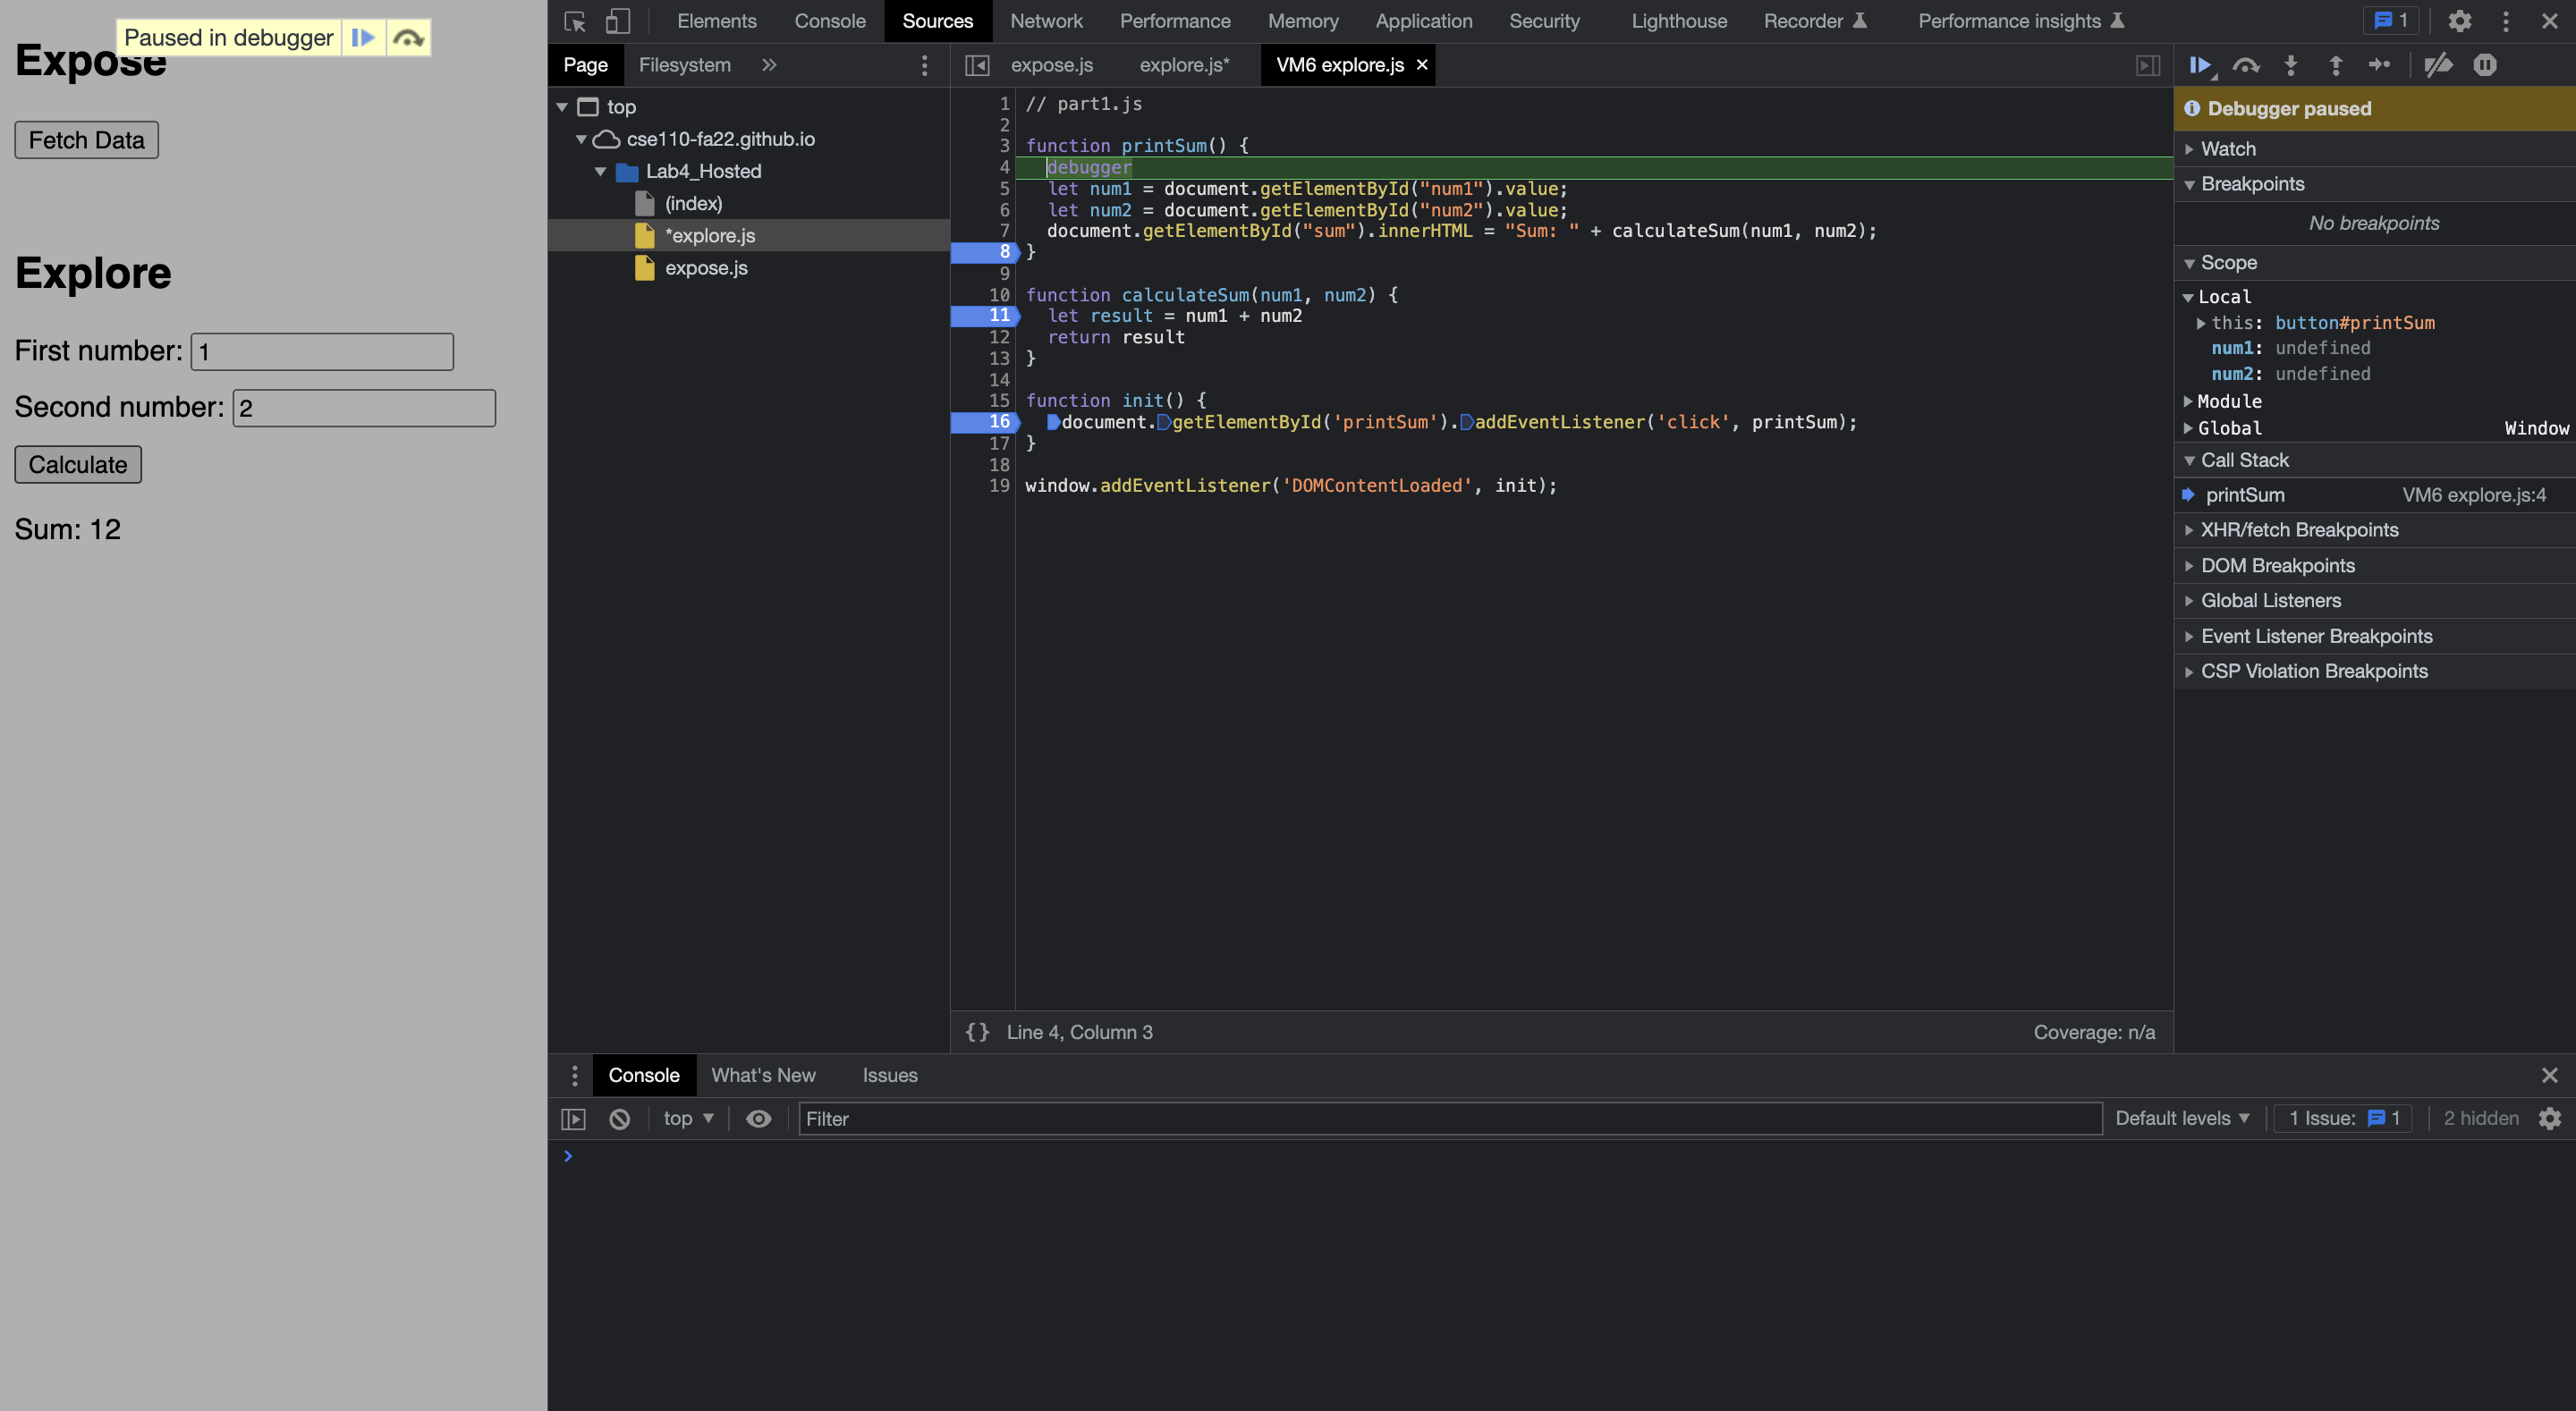 Paused in debugger
Expose
Fetch Data
Explore
First number: 1
Second number: 2
Calculate
Sum: 12
Elements Console Sources Network Performance Memory Application Security Lighthouse Recorder Performance insights 1
Page Filesystem »
top
cse110-fa22.github.io
Lab4_Hosted
(index)
*explore.js
expose.js
expose.js explore.js* VM6 explore.js ×
1 // part1.js
2
3 function printSum() {
4 debugger
5 let num1 = document.getElementById("num1").value;
6 let num2 = document.getElementById("num2").value;
7 document.getElementById("sum").innerHTML = "Sum: " + calculateSum(num1, num2);
8 }
9
10 function calculateSum(num1, num2) {
11 let result = num1 + num2
12 return result
13 }
14
15 function init() {
16 document.getElementById('printSum').addEventListener('click', printSum);
17 }
18
19 window.addEventListener('DOMContentLoaded', init);
{} Line 4, Column 3 Coverage: n/a
Debugger paused
Watch
Breakpoints
No breakpoints
Scope
Local
this: button#printSum
num1: undefined
num2: undefined
Module
Global Window
Call Stack
printSum VM6 explore.js:4
XHR/fetch Breakpoints
DOM Breakpoints
Global Listeners
Event Listener Breakpoints
CSP Violation Breakpoints
Console What's New Issues
top Filter Default levels 1 Issue: 1 2 hidden